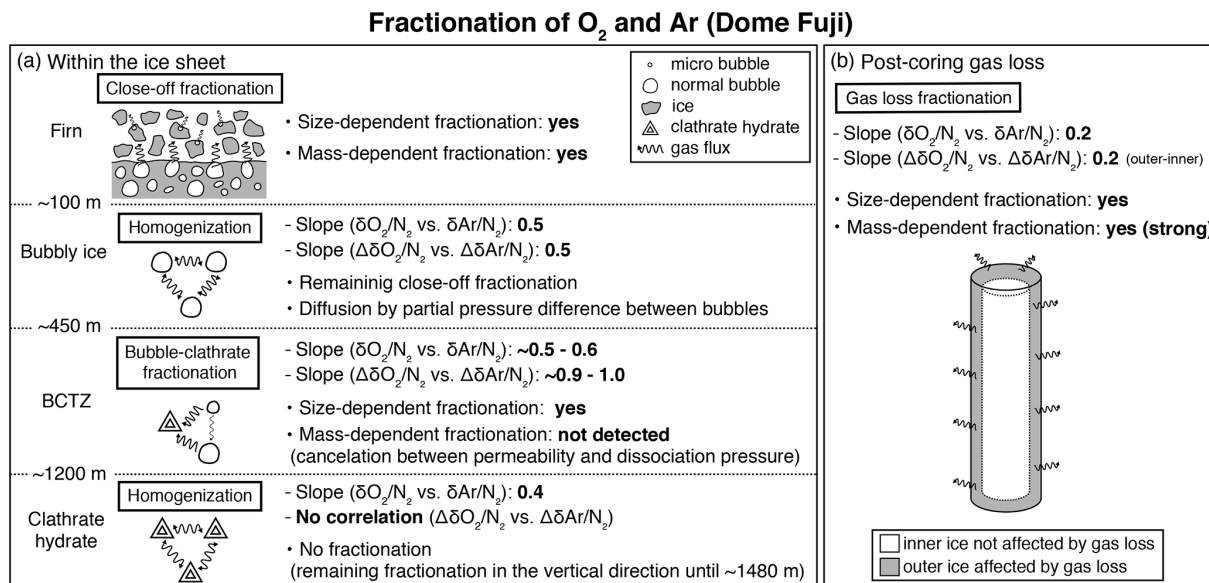 Fractionation of O₂ and Ar (Dome Fuji)
(a) Within the ice sheet
Close-off fractionation
Firn
· Size-dependent fractionation: yes
· Mass-dependent fractionation: yes
micro bubble
normal bubble
ice
clathrate hydrate
gas flux
~100 m
Homogenization
Bubbly ice
- Slope (δO₂/N₂ vs. δAr/N₂): 0.5
- Slope (ΔδO₂/N₂ vs. ΔδAr/N₂): 0.5
· Remaining close-off fractionation
· Diffusion by partial pressure difference between bubbles
~450 m
Bubble-clathrate
fractionation
BCTZ
- Slope (δO₂/N₂ vs. δAr/N₂): ~0.5 - 0.6
- Slope (ΔδO₂/N₂ vs. ΔδAr/N₂): ~0.9 - 1.0
· Size-dependent fractionation: yes
· Mass-dependent fractionation: not detected
(cancelation between permeability and dissociation pressure)
~1200 m
Homogenization
Clathrate
hydrate
- Slope (δO₂/N₂ vs. δAr/N₂): 0.4
- No correlation (ΔδO₂/N₂ vs. ΔδAr/N₂)
· No fractionation
(remaining fractionation in the vertical direction until ~1480 m)
(b) Post-coring gas loss
Gas loss fractionation
- Slope (δO₂/N₂ vs. δAr/N₂): 0.2
- Slope (ΔδO₂/N₂ vs. ΔδAr/N₂): 0.2 (outer-inner)
· Size-dependent fractionation: yes
· Mass-dependent fractionation: yes (strong)
inner ice not affected by gas loss
outer ice affected by gas loss